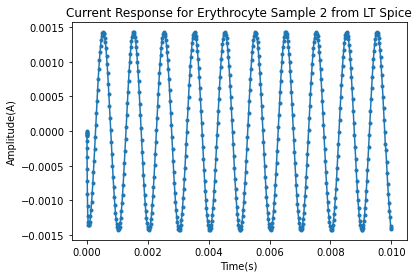 Current Response for Erythrocyte Sample 2 from LT Spice
0.0015
0.0010
0.0005
0.0000
−0.0005
−0.0010
−0.0015
Amplitude(A)
0.000 0.002 0.004 0.006 0.008 0.010
Time(s)